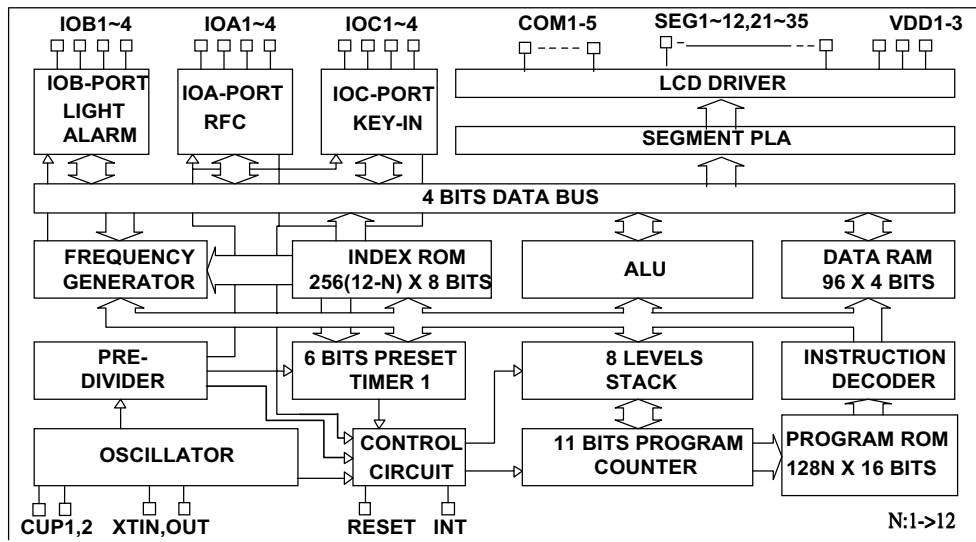 IOB1~4 IOA1~4 IOC1~4 COM1-5 SEG1~12,21~35 VDD1-3
IOB-PORT
LIGHT
ALARM
IOA-PORT
RFC
IOC-PORT
KEY-IN
LCD DRIVER
SEGMENT PLA
4 BITS DATA BUS
FREQUENCY
GENERATOR
INDEX ROM
256(12-N) X 8 BITS
ALU
DATA RAM
96 X 4 BITS
PRE-
DIVIDER
6 BITS PRESET
TIMER 1
8 LEVELS
STACK
INSTRUCTION
DECODER
OSCILLATOR
CONTROL
CIRCUIT
11 BITS PROGRAM
COUNTER
PROGRAM ROM
128N X 16 BITS
CUP1,2 XTIN,OUT RESET INT
N:1->12